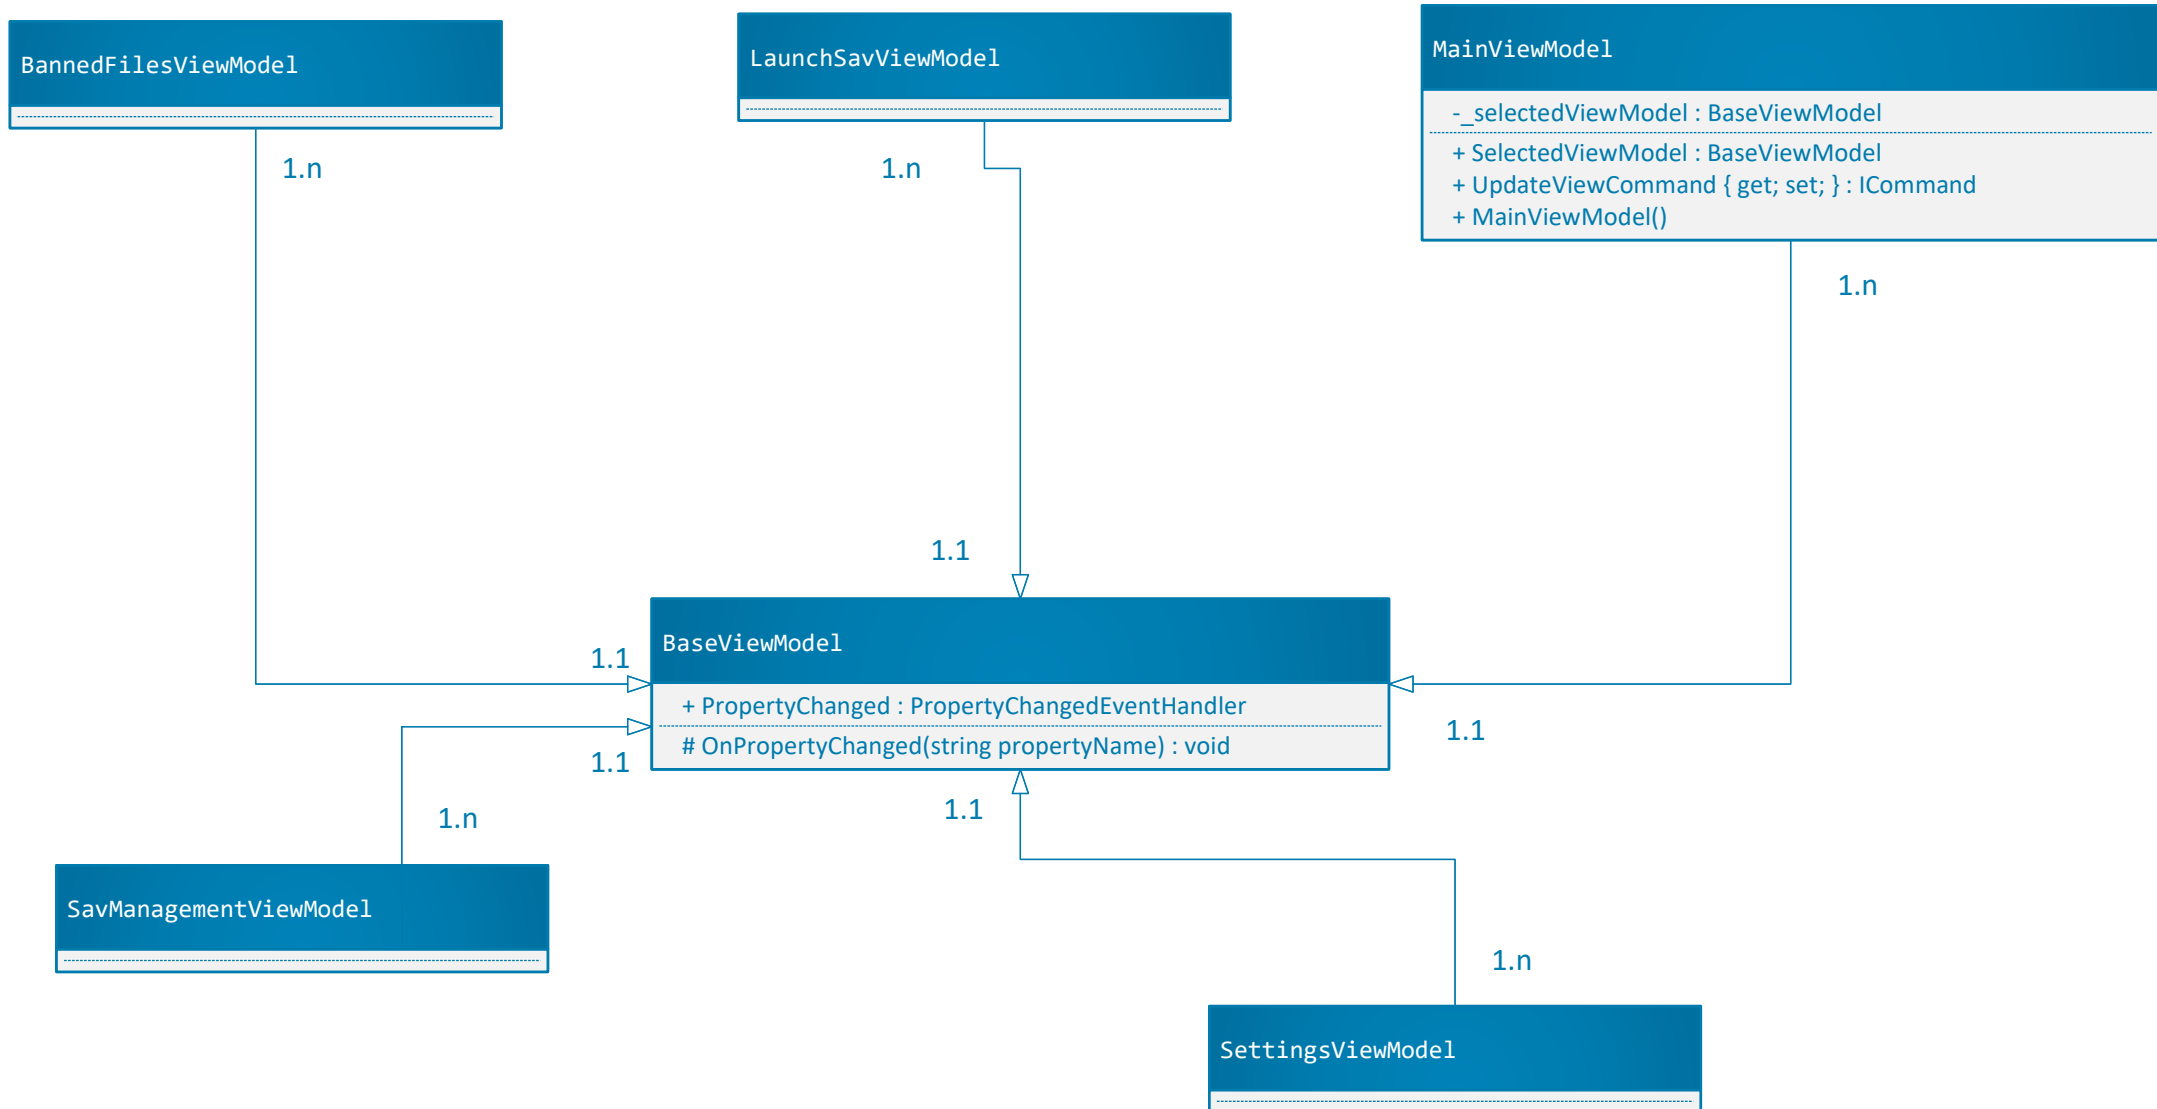 BannedFilesViewModel
1.n
LaunchSavViewModel
1.n
MainViewModel
-_selectedViewModel : BaseViewModel
+ SelectedViewModel : BaseViewModel
+ UpdateViewCommand { get; set; } : ICommand
+ MainViewModel()
1.n
1.1
1.1
BaseViewModel
+ PropertyChanged : PropertyChangedEventHandler
# OnPropertyChanged(string propertyName) : void
1.1
1.1
1.1
1.n
SavManagementViewModel
1.n
SettingsViewModel